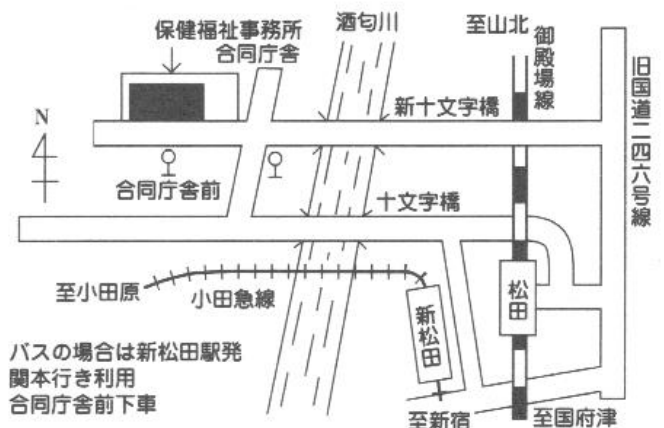 保健福祉事務所
合同庁舎
酒匂川
至山北
御殿場線
旧国道二四六号線
新十文字橋
N
合同庁舎前
十文字橋
至小田原
小田急線
新松田
松田
バスの場合は新松田駅発
関本行き利用
合同庁舎前下車
至新宿
至国府津